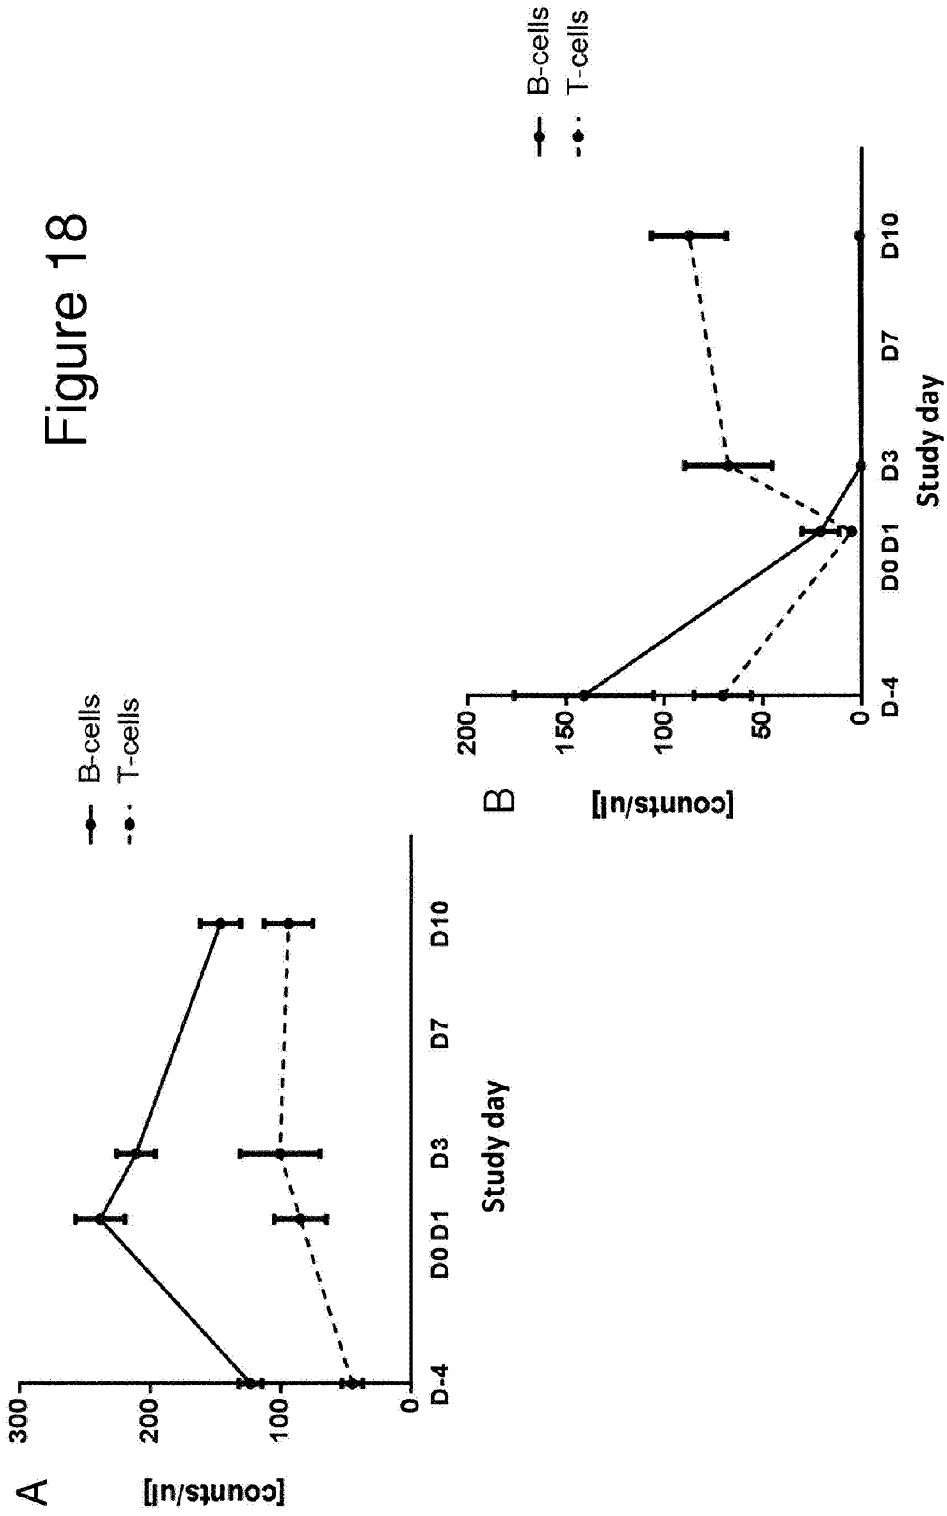 Figure 18
A
B-cells
T-cells
[counts/ul]
300
200
100
0
D-4
D0
D1
D3
D7
D10
Study day
B
B-cells
T-cells
[counts/ul]
200
150
100
50
0
D-4
D0
D1
D3
D7
D10
Study day